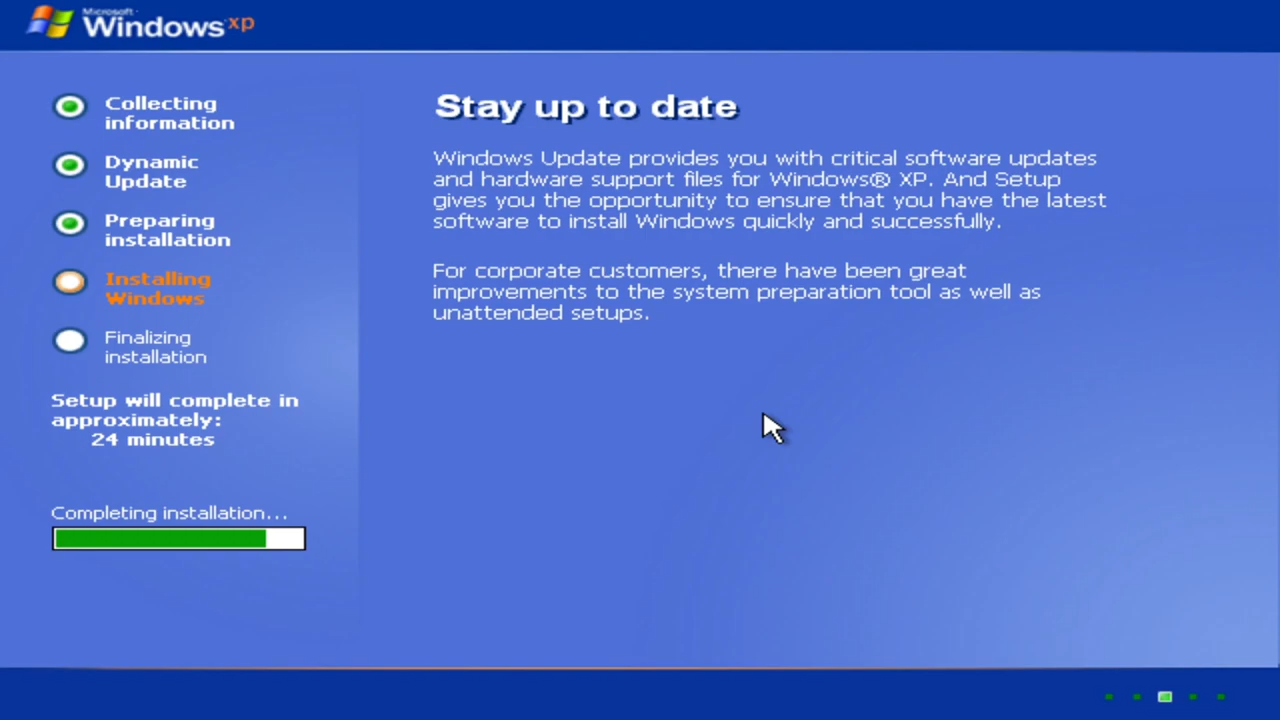 Microsoft
Windows xp
Collecting
information
Dynamic
Update
Preparing
installation
Installing
Windows
Finalizing
installation
Setup will complete in
approximately:
24 minutes
Completing installation...
Stay up to date
Windows Update provides you with critical software updates
and hardware support files for Windows® XP. And Setup
gives you the opportunity to ensure that you have the latest
software to install Windows quickly and successfully.
For corporate customers, there have been great
improvements to the system preparation tool as well as
unattended setups.